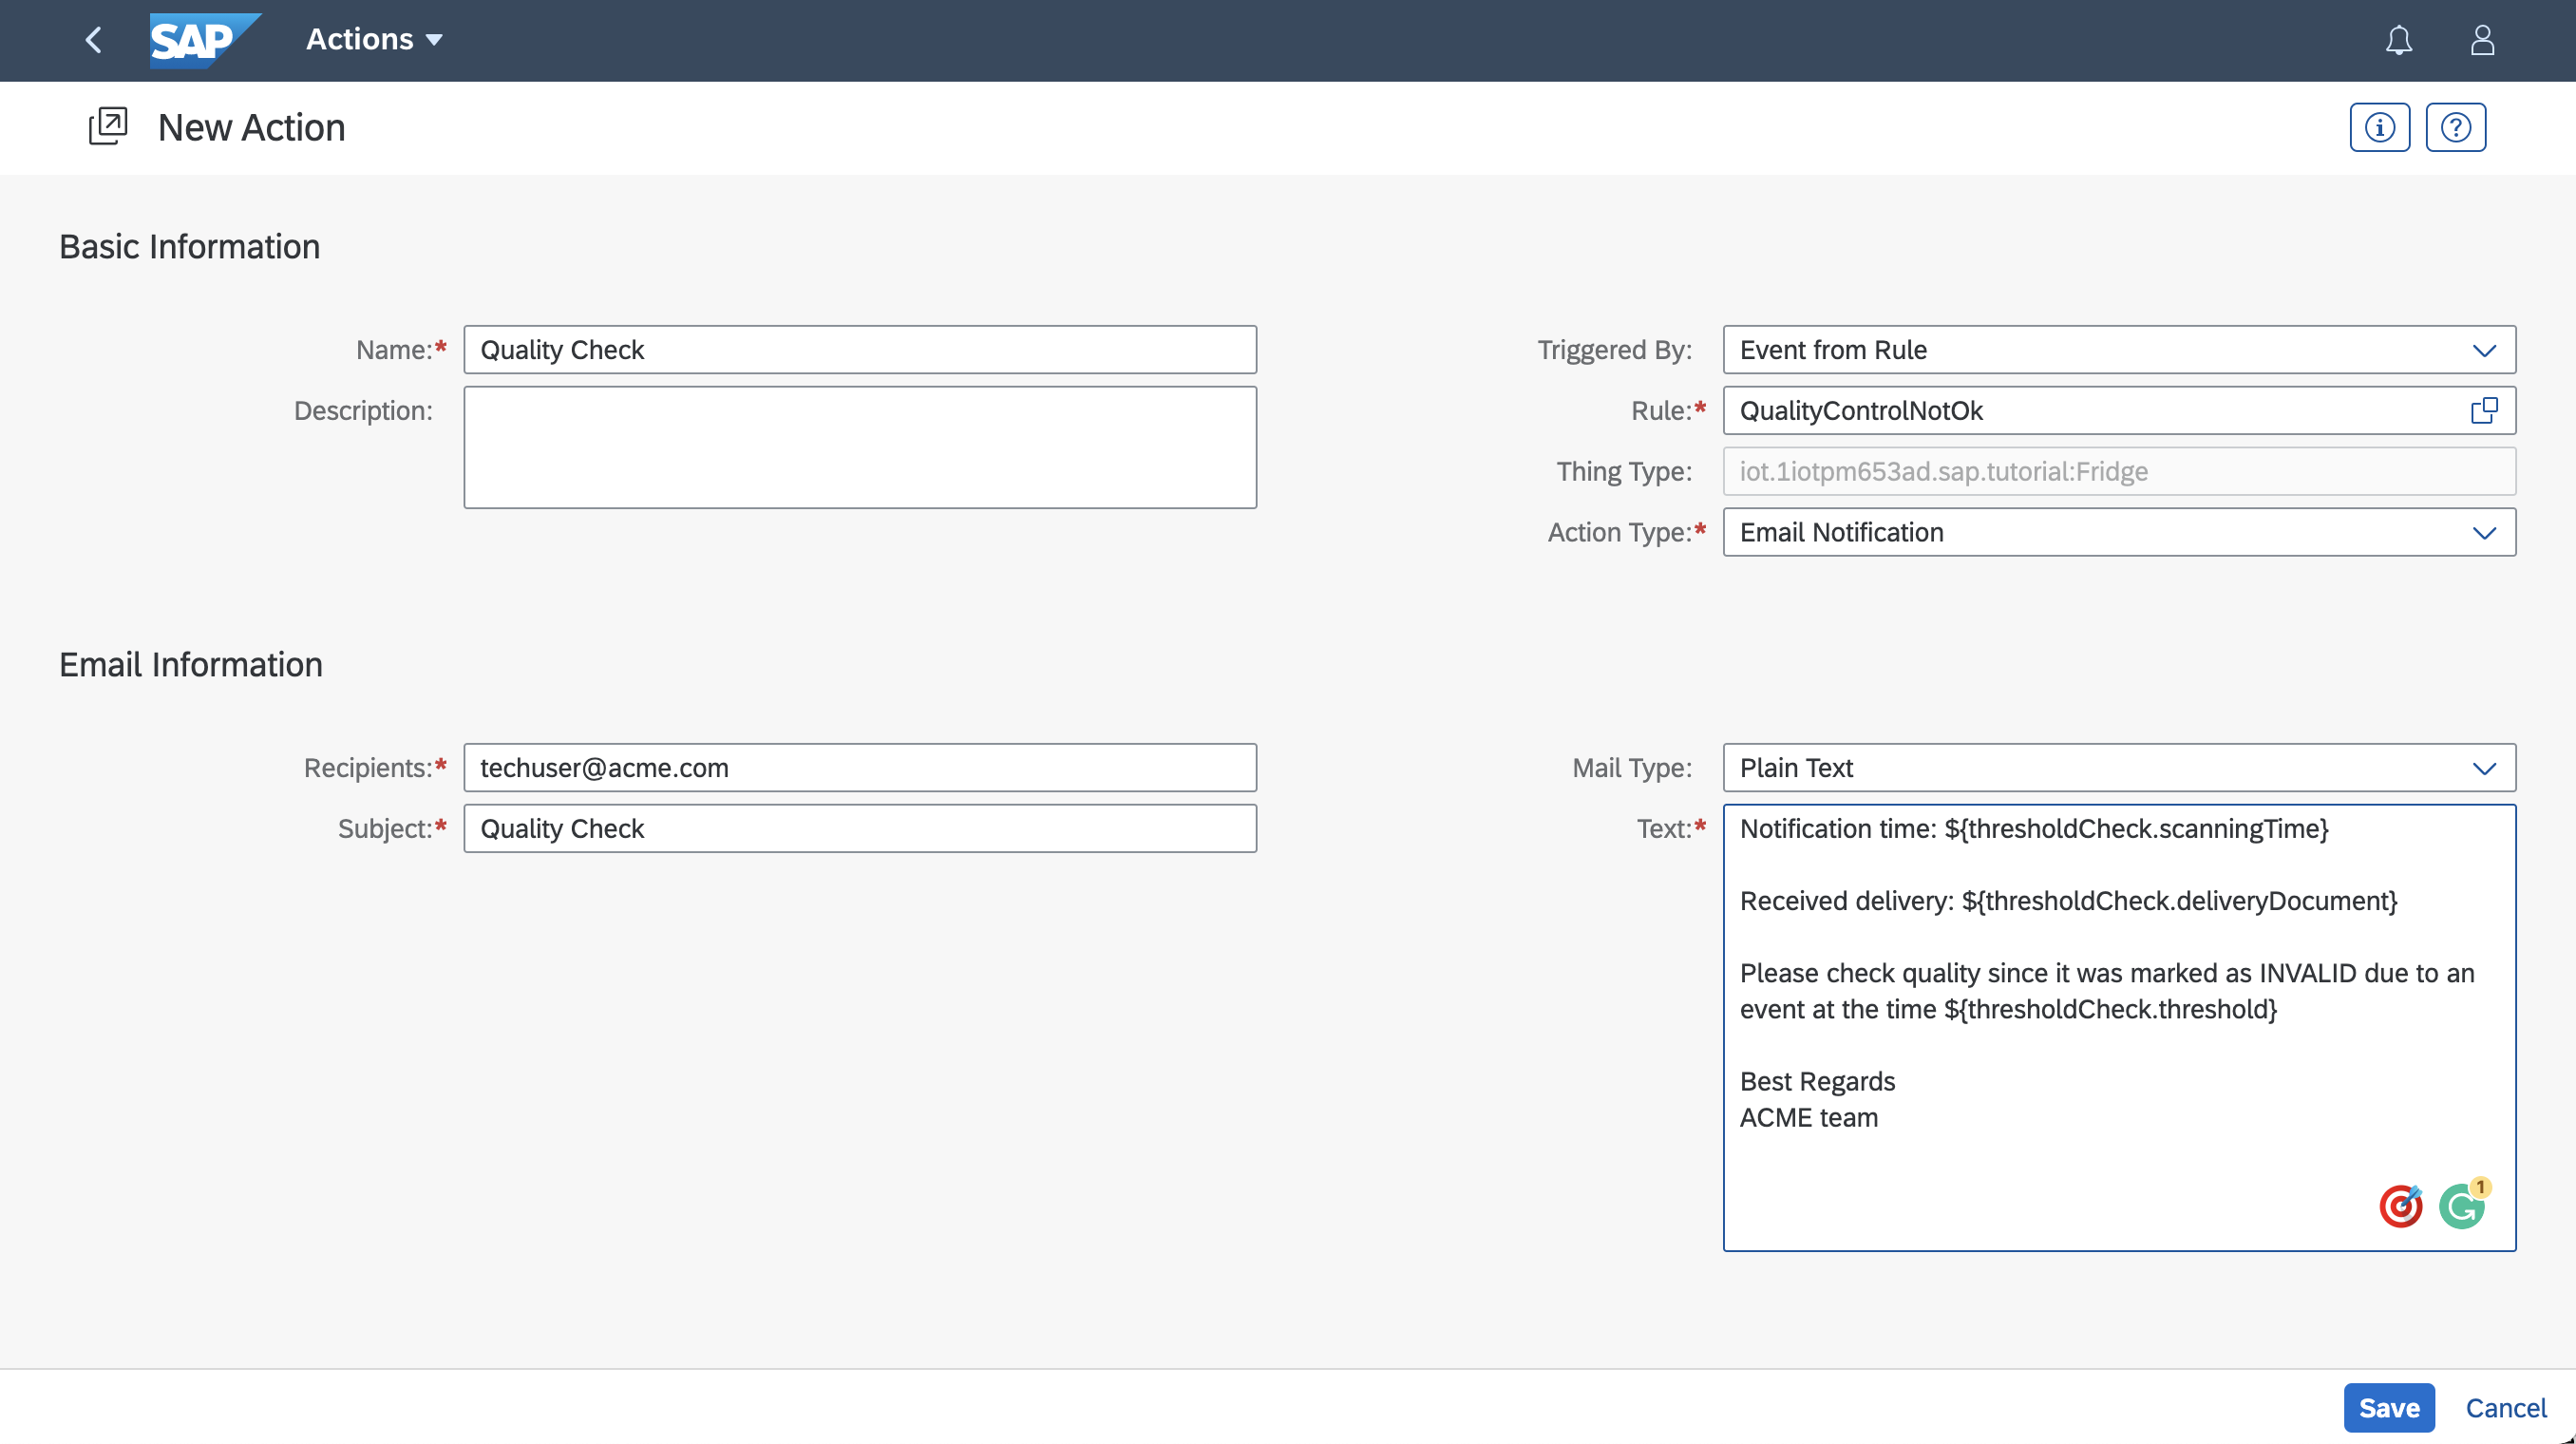 SAP Actions
New Action
Basic Information
Name:* Quality Check
Description:
Triggered By: Event from Rule
Rule:* QualityControlNotOk
Thing Type: iot.1iotpm653ad.sap.tutorial:Fridge
Action Type:* Email Notification
Email Information
Recipients:* techuser@acme.com
Subject:* Quality Check
Mail Type: Plain Text
Text:* Notification time: ${thresholdCheck.scanningTime}
Received delivery: ${thresholdCheck.deliveryDocument}
Please check quality since it was marked as INVALID due to an
event at the time ${thresholdCheck.threshold}
Best Regards
ACME team
1
Save Cancel